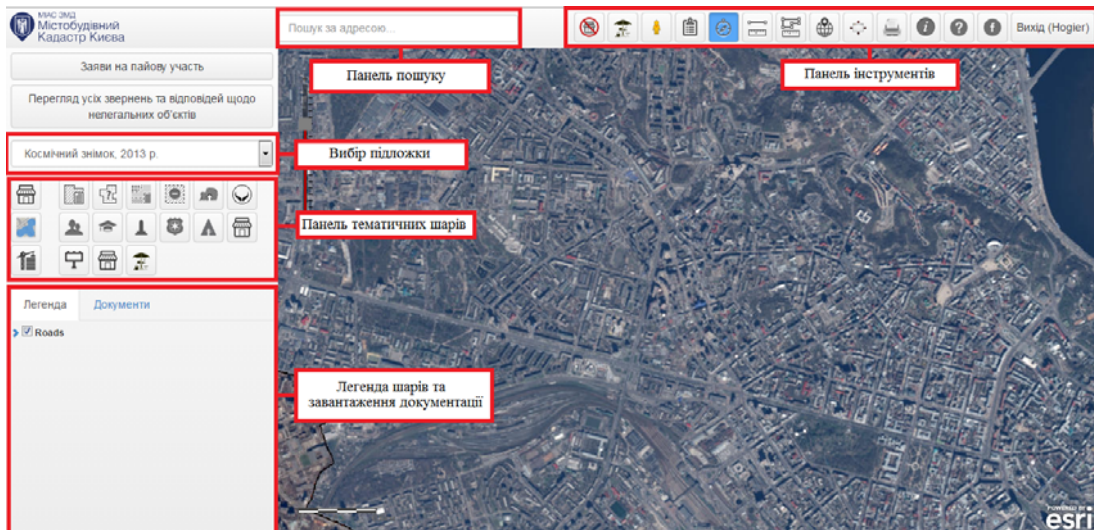 МАС ЗМД
Містобудівний
Кадастр Києва
Пошук за адресою...
Вихід (Hogier)
Заяви на пайову участь
Панель пошуку
Панель інструментів
Перегляд усіх звернень та відповідей щодо
нелегальних об'єктів
Космічний знімок, 2013 р.
Вибір підложки
Панель тематичних шарів
Легенда
Документи
Roads
Легенда шарів та
завантаження документації
POWERED BY
esri